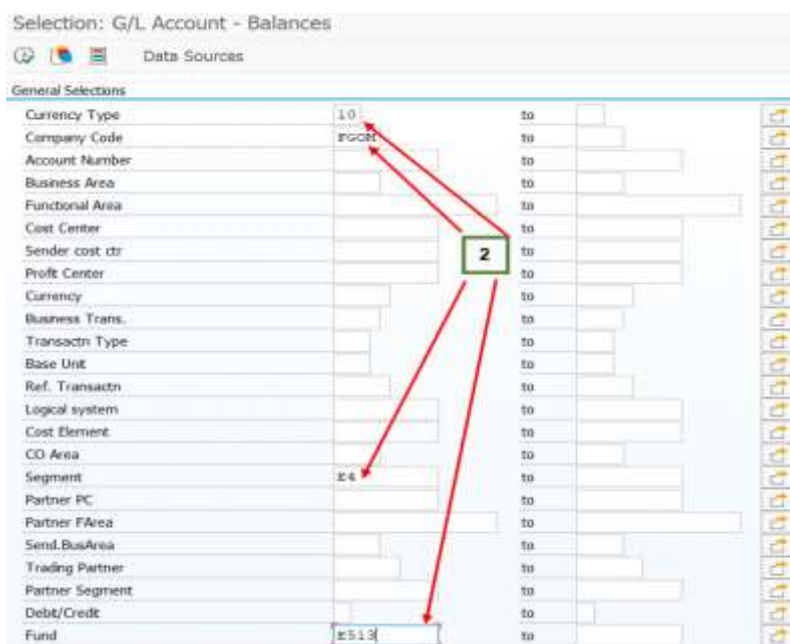 Selection: G/L Account - Balances
Data Sources
General Selections
Currency Type 10 to
Company Code FGOM to
Account Number to
Business Area to
Functional Area to
Cost Center to
Sender cost ctr to
2
Profit Center to
Currency to
Business Trans. to
Transactn Type to
Base Unit to
Ref. Transactn to
Logical system to
Cost Element to
CO Area to
Segment E4 to
Partner PC to
Partner FArea to
Send.BusArea to
Trading Partner to
Partner Segment to
Debit/Credit to
Fund E513 to